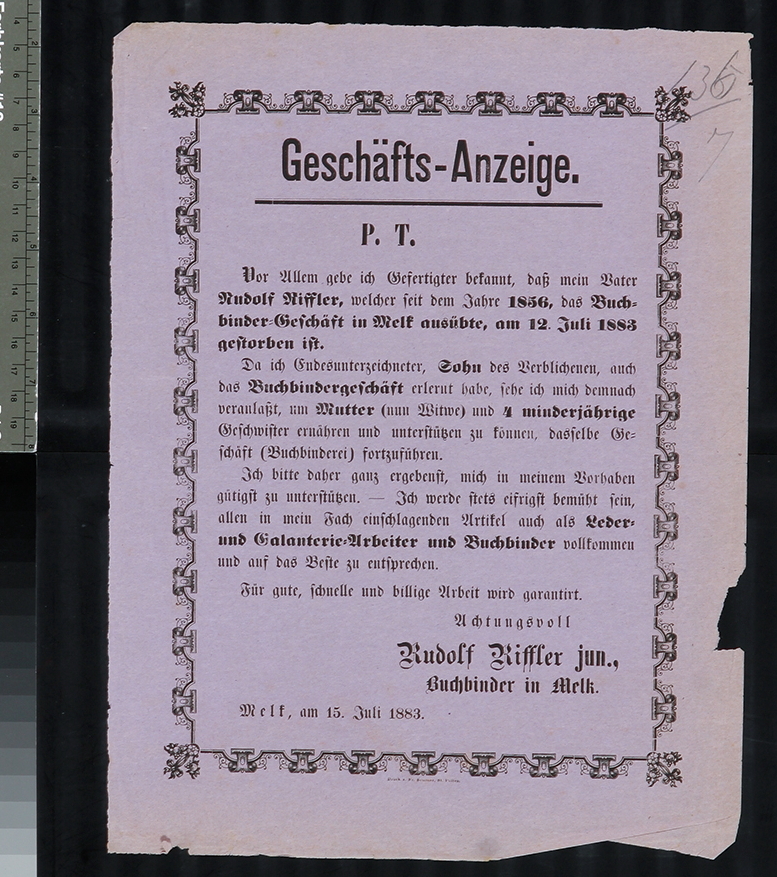 136
7
Geschäfts-Anzeige.
P. T.
Vor Allem gebe ich Gefertigter bekannt, daß mein Vater
Rudolf Riffler, welcher seit dem Jahre 1856, das Buch-
binder-Geschäft in Melk ausübte, am 12. Juli 1883
gestorben ist.
Da ich Endesunterzeichneter, Sohn des Verblichenen, auch
das Buchbindergeschäft erlernt habe, sehe ich mich demnach
veranlaßt, um Mutter (nun Witwe) und 4 minderjährige
Geschwister ernähren und unterstützen zu können, dasselbe Ge-
schäft (Buchbinderei) fortzuführen.
Ich bitte daher ganz ergebenst, mich in meinem Vorhaben
gütigst zu unterstützen. — Ich werde stets eifrigst bemüht sein,
allen in mein Fach einschlagenden Artikel auch als Leder-
und Galanterie-Arbeiter und Buchbinder vollkommen
und auf das Beste zu entsprechen.
Für gute, schnelle und billige Arbeit wird garantirt.
Achtungsvoll
Rudolf Riffler jun.,
Buchbinder in Melk.
Melk, am 15. Juli 1883.